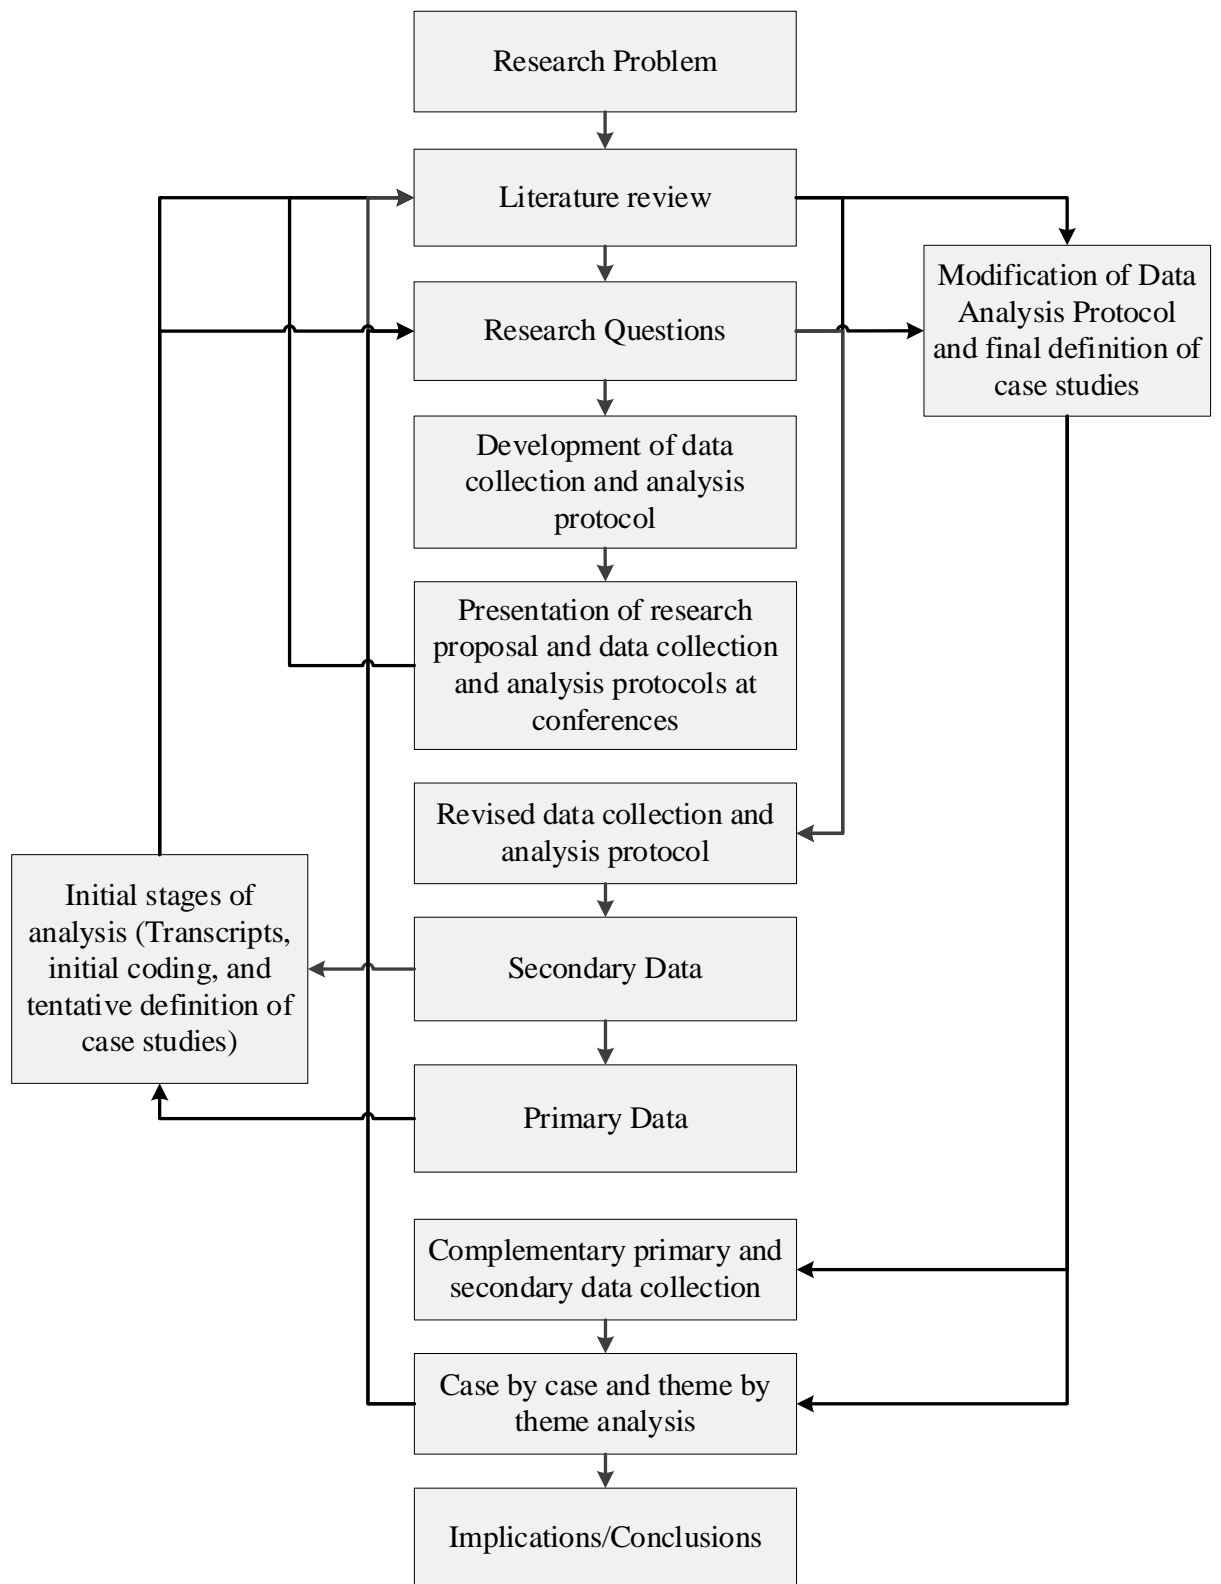 Research Problem
Literature review
Modification of Data
Analysis Protocol
and final definition of
case studies
Research Questions
Development of data
collection and analysis
protocol
Presentation of research
proposal and data collection
and analysis protocols at
conferences
Revised data collection and
analysis protocol
Initial stages of
analysis (Transcripts,
initial coding, and
tentative definition of
case studies)
Secondary Data
Primary Data
Complementary primary and
secondary data collection
Case by case and theme by
theme analysis
Implications/Conclusions